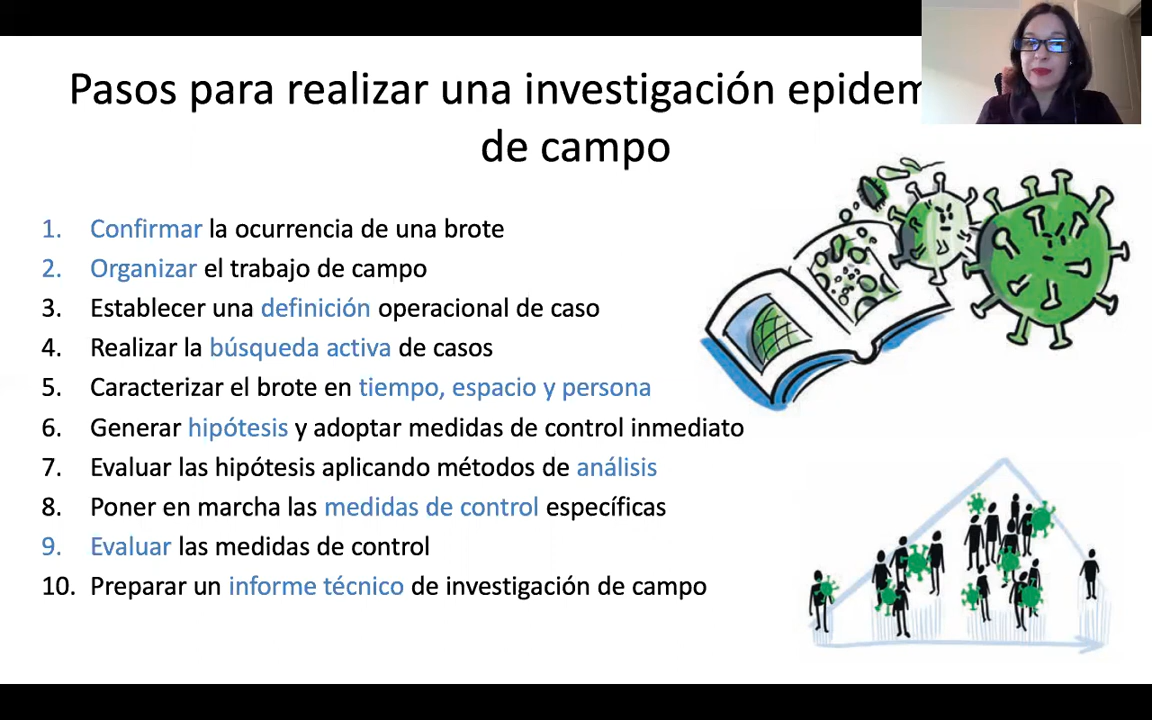 Pasos para realizar una investigación epidem
de campo
1. Confirmar la ocurrencia de una brote
2. Organizar el trabajo de campo
3. Establecer una definición operacional de caso
4. Realizar la búsqueda activa de casos
5. Caracterizar el brote en tiempo, espacio y persona
6. Generar hipótesis y adoptar medidas de control inmediato
7. Evaluar las hipótesis aplicando métodos de análisis
8. Poner en marcha las medidas de control específicas
9. Evaluar las medidas de control
10. Preparar un informe técnico de investigación de campo